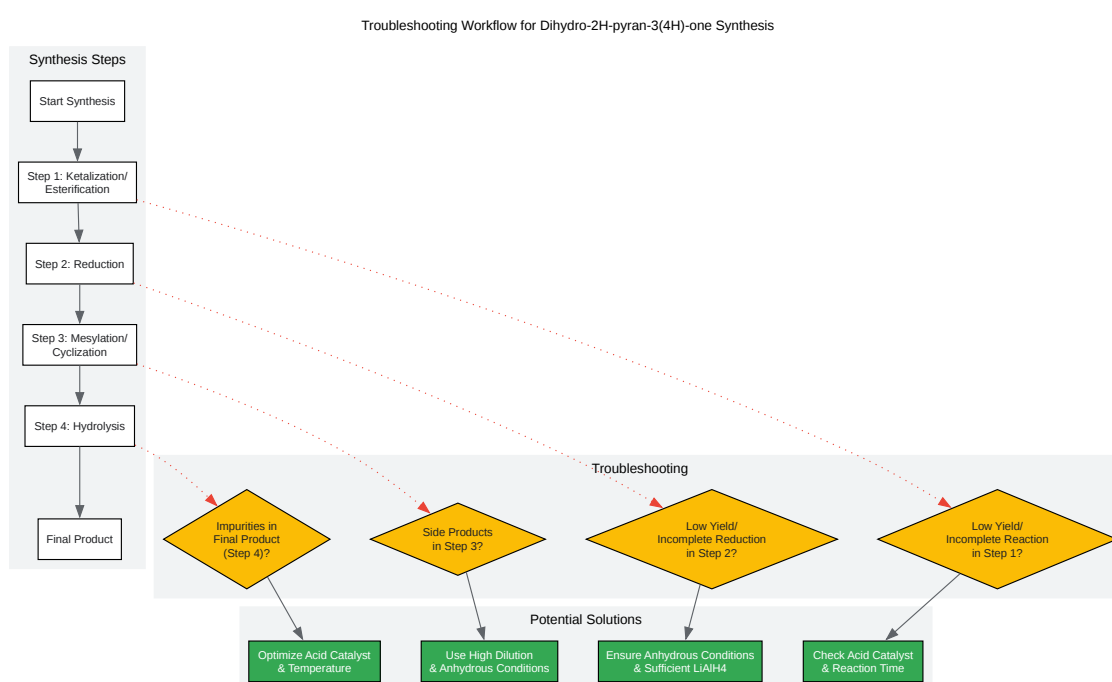 Troubleshooting Workflow for Dihydro-2H-pyran-3(4H)-one Synthesis
Synthesis Steps
Start Synthesis
Step 1: Ketalization/
Esterification
Step 2: Reduction
Step 3: Mesylation/
Cyclization
Step 4: Hydrolysis
Final Product
Troubleshooting
Impurities in
Final Product
(Step 4)?
Side Products
in Step 3?
Low Yield/
Incomplete Reduction
in Step 2?
Low Yield/
Incomplete Reaction
in Step 1?
Potential Solutions
Optimize Acid Catalyst
& Temperature
Use High Dilution
& Anhydrous Conditions
Ensure Anhydrous Conditions
& Sufficient LiAlH4
Check Acid Catalyst
& Reaction Time